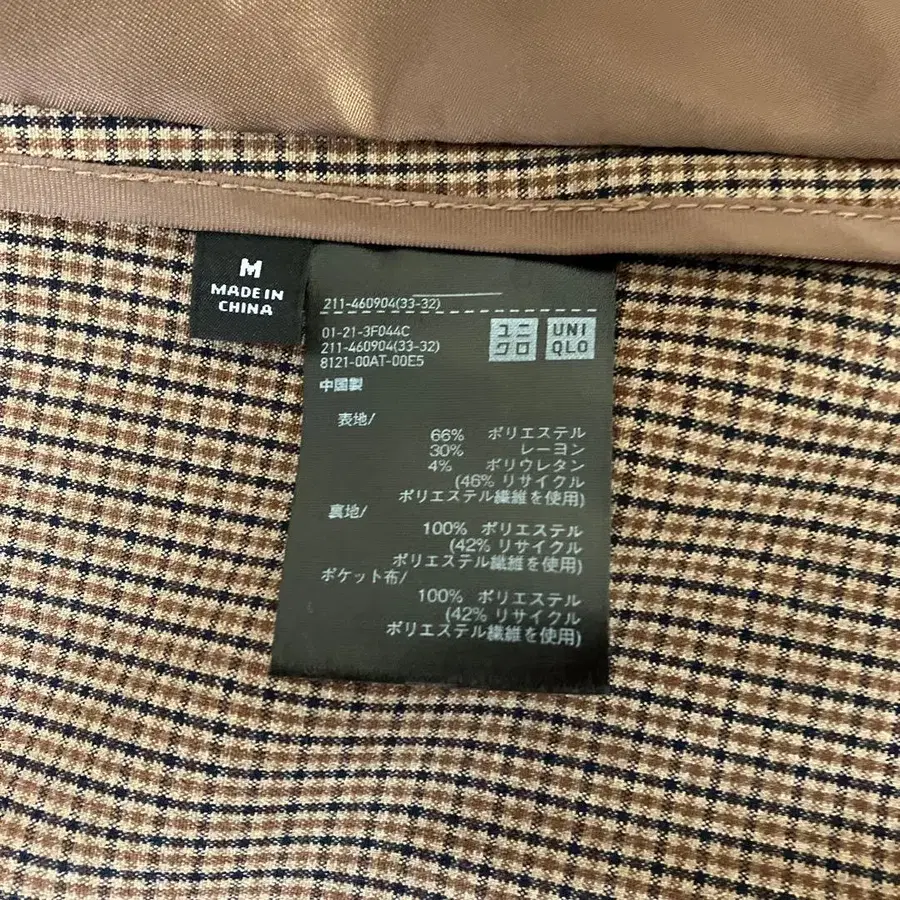 M
MADE IN
CHINA
211-460904(33-32)
01-21-3F044C
211-460904(33-32)
8121-00AT-00E5
中国製
ユニ
クロ
UNI
QLO
表地/
66% ポリエステル
30% レーヨン
4% ポリウレタン
(46% リサイクル
ポリエステル繊維を使用)
裏地/
100% ポリエステル
(42% リサイクル
ポリエステル繊維を使用)
ポケット布/
100% ポリエステル
(42% リサイクル
ポリエステル繊維を使用)